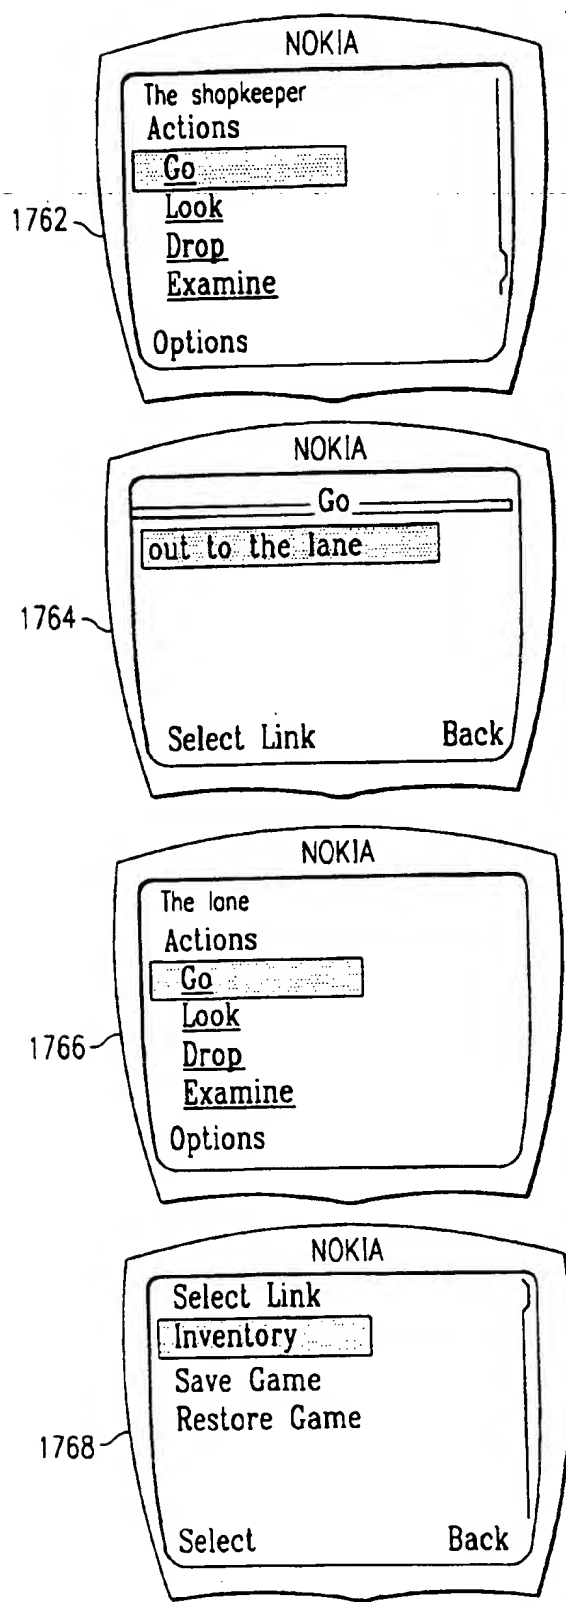 NOKIA
The shopkeeper
Actions
Go
Look
Drop
Examine
Options
1762
NOKIA
Go
out to the lane
Select Link Back
1764
NOKIA
The lane
Actions
Go
Look
Drop
Examine
Options
1766
NOKIA
Select Link
Inventory
Save Game
Restore Game
Select Back
1768